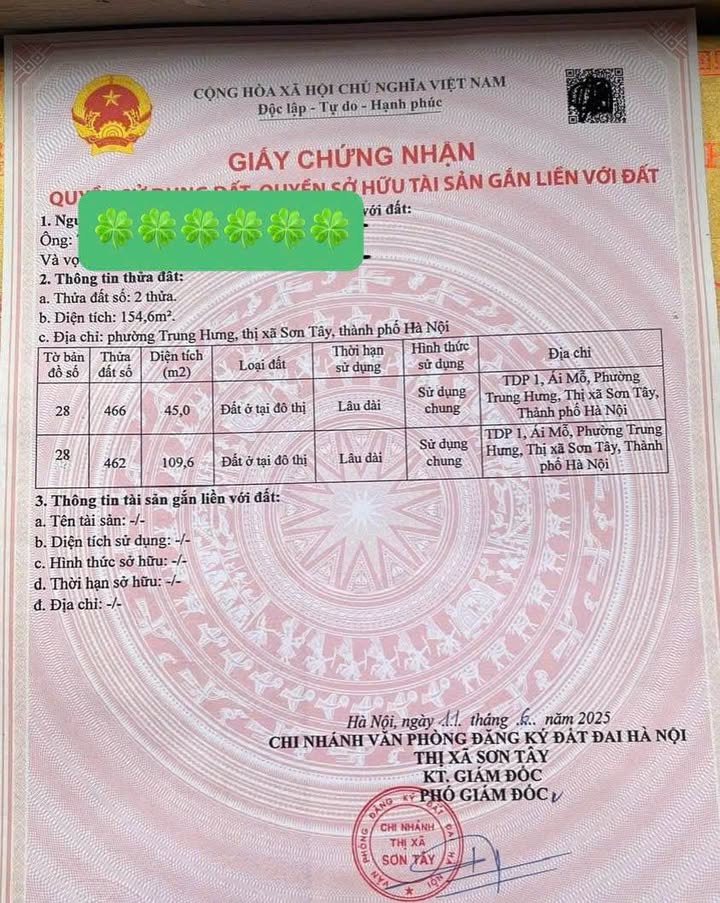 CỘNG HÒA XÃ HỘI CHỦ NGHĨA VIỆT NAM
Độc lập - Tự do - Hạnh phúc
GIẤY CHỨNG NHẬN
ĐẤT, QUYỀN SỞ HỮU TÀI SẢN GẮN LIỀN VỚI ĐẤT
1. với đất:
Ông:
Và
2. Thông tin thửa đất:
a. Thửa đất số: 2 thửa.
b. Diện tích: 154,6m².
c. Địa chỉ: phường Trung Hưng, thị xã Sơn Tây, thành phố Hà Nội
Tờ bản đồ số Thửa đất số Diện tích (m2) Loại đất Thời hạn sử dụng Hình thức sử dụng Địa chỉ
28 466 45,0 Đất ở tại đô thị Lâu dài Sử dụng chung TDP 1, Ái Mỗ, Phường Trung Hưng, Thị xã Sơn Tây, Thành phố Hà Nội
28 462 109,6 Đất ở tại đô thị Lâu dài Sử dụng chung TDP 1, Ái Mỗ, Phường Trung Hưng, Thị xã Sơn Tây, Thành phố Hà Nội
3. Thông tin tài sản gắn liền với đất:
a. Tên tài sản: -/-
b. Diện tích sử dụng: -/-
c. Hình thức sở hữu: -/-
d. Thời hạn sở hữu: -/-
đ. Địa chỉ: -/-
Hà Nội, ngày .11. tháng .6.. năm 2025
CHI NHÁNH VĂN PHÒNG ĐĂNG KÝ ĐẤT ĐAI HÀ NỘI
THỊ XÃ SƠN TÂY
KT. GIÁM ĐỐC
PHÓ GIÁM ĐỐC
VĂN PHÒNG ĐĂNG KÝ ĐẤT ĐAI HÀ NỘI
CHI NHÁNH
THỊ XÃ
SƠN TÂY